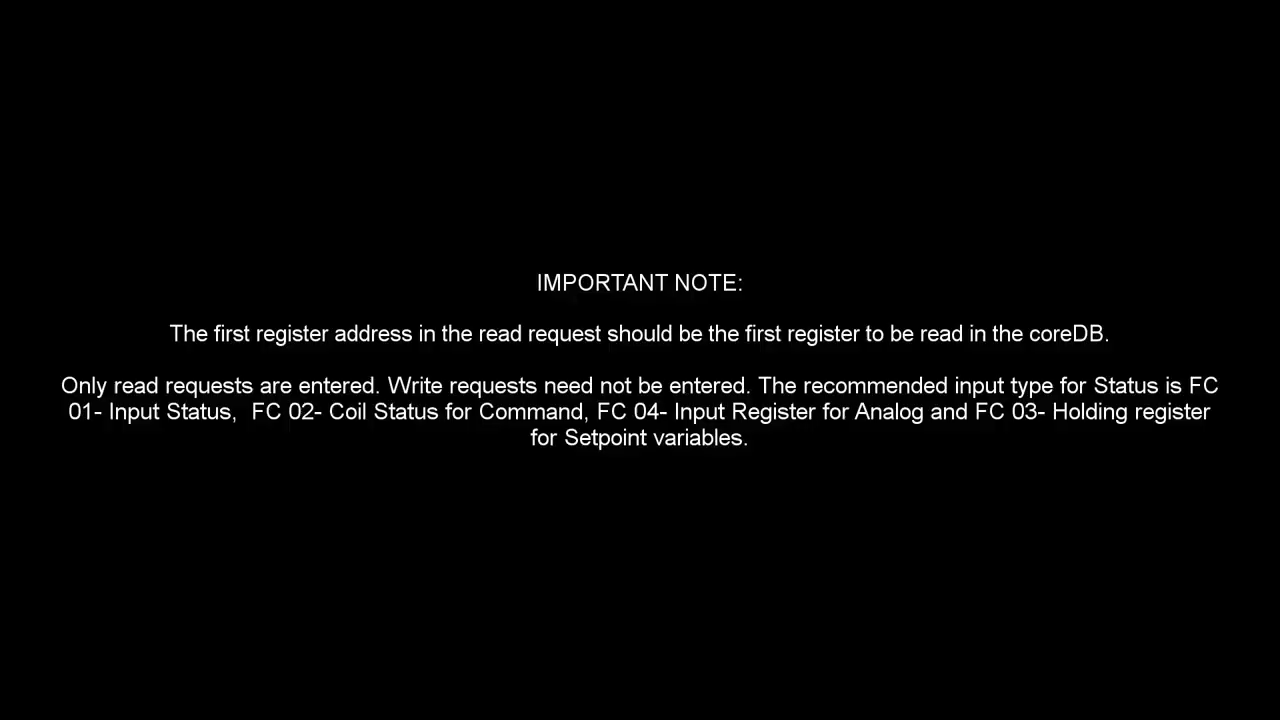 IMPORTANT NOTE:
The first register address in the read request should be the first register to be read in the coreDB.
Only read requests are entered. Write requests need not be entered. The recommended input type for Status is FC
01- Input Status,  FC 02- Coil Status for Command, FC 04- Input Register for Analog and FC 03- Holding register
for Setpoint variables.